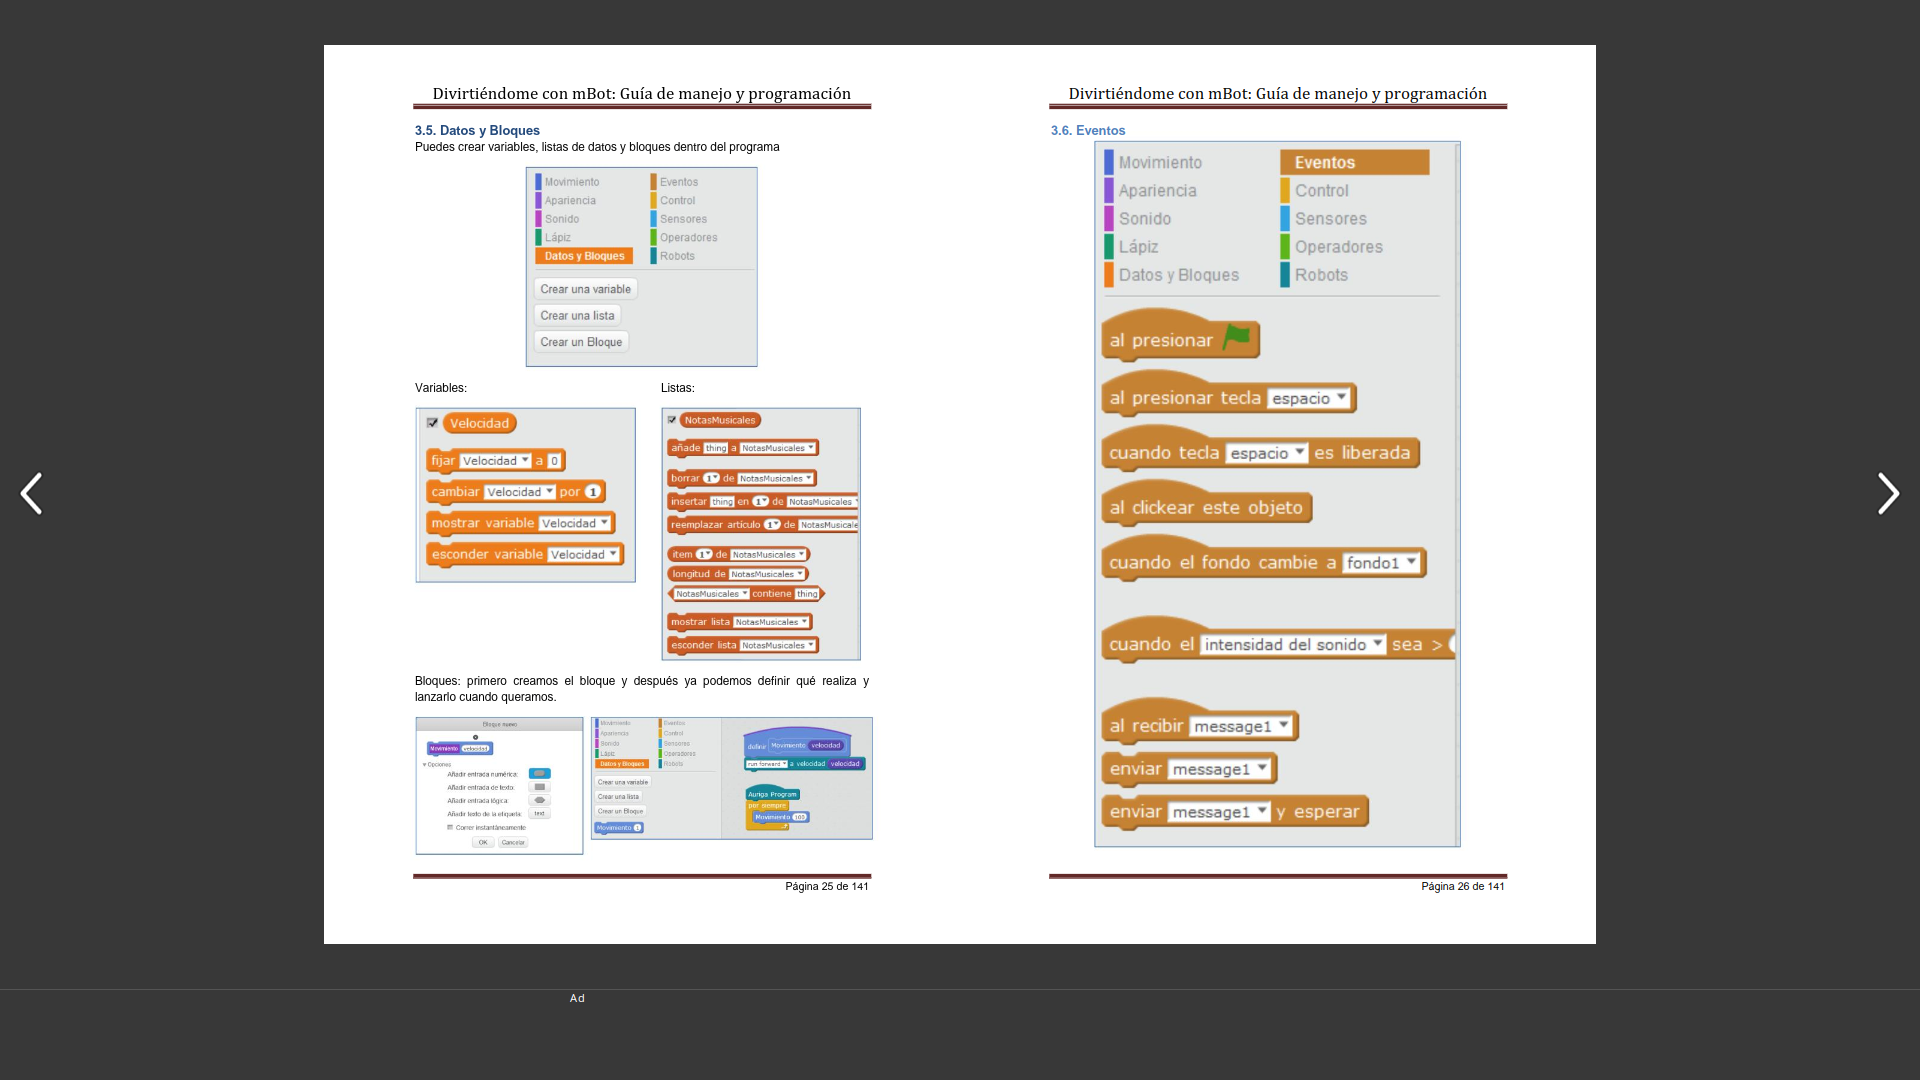 Divirtiéndome con mBot: Guía de manejo y programación
3.5. Datos y Bloques
Puedes crear variables, listas de datos y bloques dentro del programa
Movimiento Eventos
Apariencia Control
Sonido Sensores
Lápiz Operadores
Datos y Bloques Robots
Crear una variable
Crear una lista
Crear un Bloque
Variables: Listas:
Velocidad
fijar Velocidad a 0
cambiar Velocidad por 1
mostrar variable Velocidad
esconder variable Velocidad
NotasMusicales
añade thing a NotasMusicales
borrar 1 de NotasMusicales
insertar thing en 1 de NotasMusicales
reemplazar artículo 1 de NotasMusicale
item 1 de NotasMusicales
longitud de NotasMusicales
NotasMusicales contiene thing
mostrar lista NotasMusicales
esconder lista NotasMusicales
Bloques: primero creamos el bloque y después ya podemos definir qué realiza y
lanzarlo cuando queramos.
Bloque nuevo
Movimiento velocidad
Opciones
Añadir entrada numérica:
Añadir entrada de texto:
Añadir entrada lógica:
Añadir texto de la etiqueta: text
Correr instantáneamente
OK Cancelar
Movimiento Eventos
Apariencia Control
Sonido Sensores
Lápiz Operadores
Datos y Bloques Robots
Crear una variable
Crear una lista
Crear un Bloque
Movimiento 1
definir Movimiento velocidad
run forward a velocidad velocidad
Auriga Program
por siempre
Movimiento 100
Página 25 de 141
Divirtiéndome con mBot: Guía de manejo y programación
3.6. Eventos
Movimiento Eventos
Apariencia Control
Sonido Sensores
Lápiz Operadores
Datos y Bloques Robots
al presionar
al presionar tecla espacio
cuando tecla espacio es liberada
al clickear este objeto
cuando el fondo cambie a fondo1
cuando el intensidad del sonido sea >
al recibir message1
enviar message1
enviar message1 y esperar
Página 26 de 141
Ad